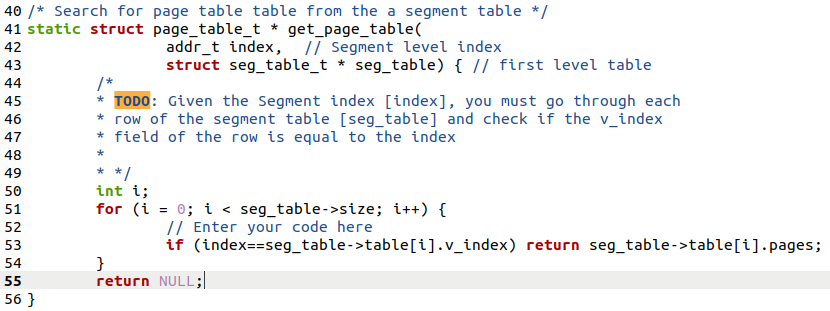 40 /* Search for page table table from the a segment table */
41 static struct page_table_t * get_page_table(
42 addr_t index, // Segment level index
43 struct seg_table_t * seg_table) { // first level table
44 /*
45 * TODO: Given the Segment index [index], you must go through each
46 * row of the segment table [seg_table] and check if the v_index
47 * field of the row is equal to the index
48 *
49 * */
50 int i;
51 for (i = 0; i < seg_table->size; i++) {
52 // Enter your code here
53 if (index==seg_table->table[i].v_index) return seg_table->table[i].pages;
54 }
55 return NULL;
56 }